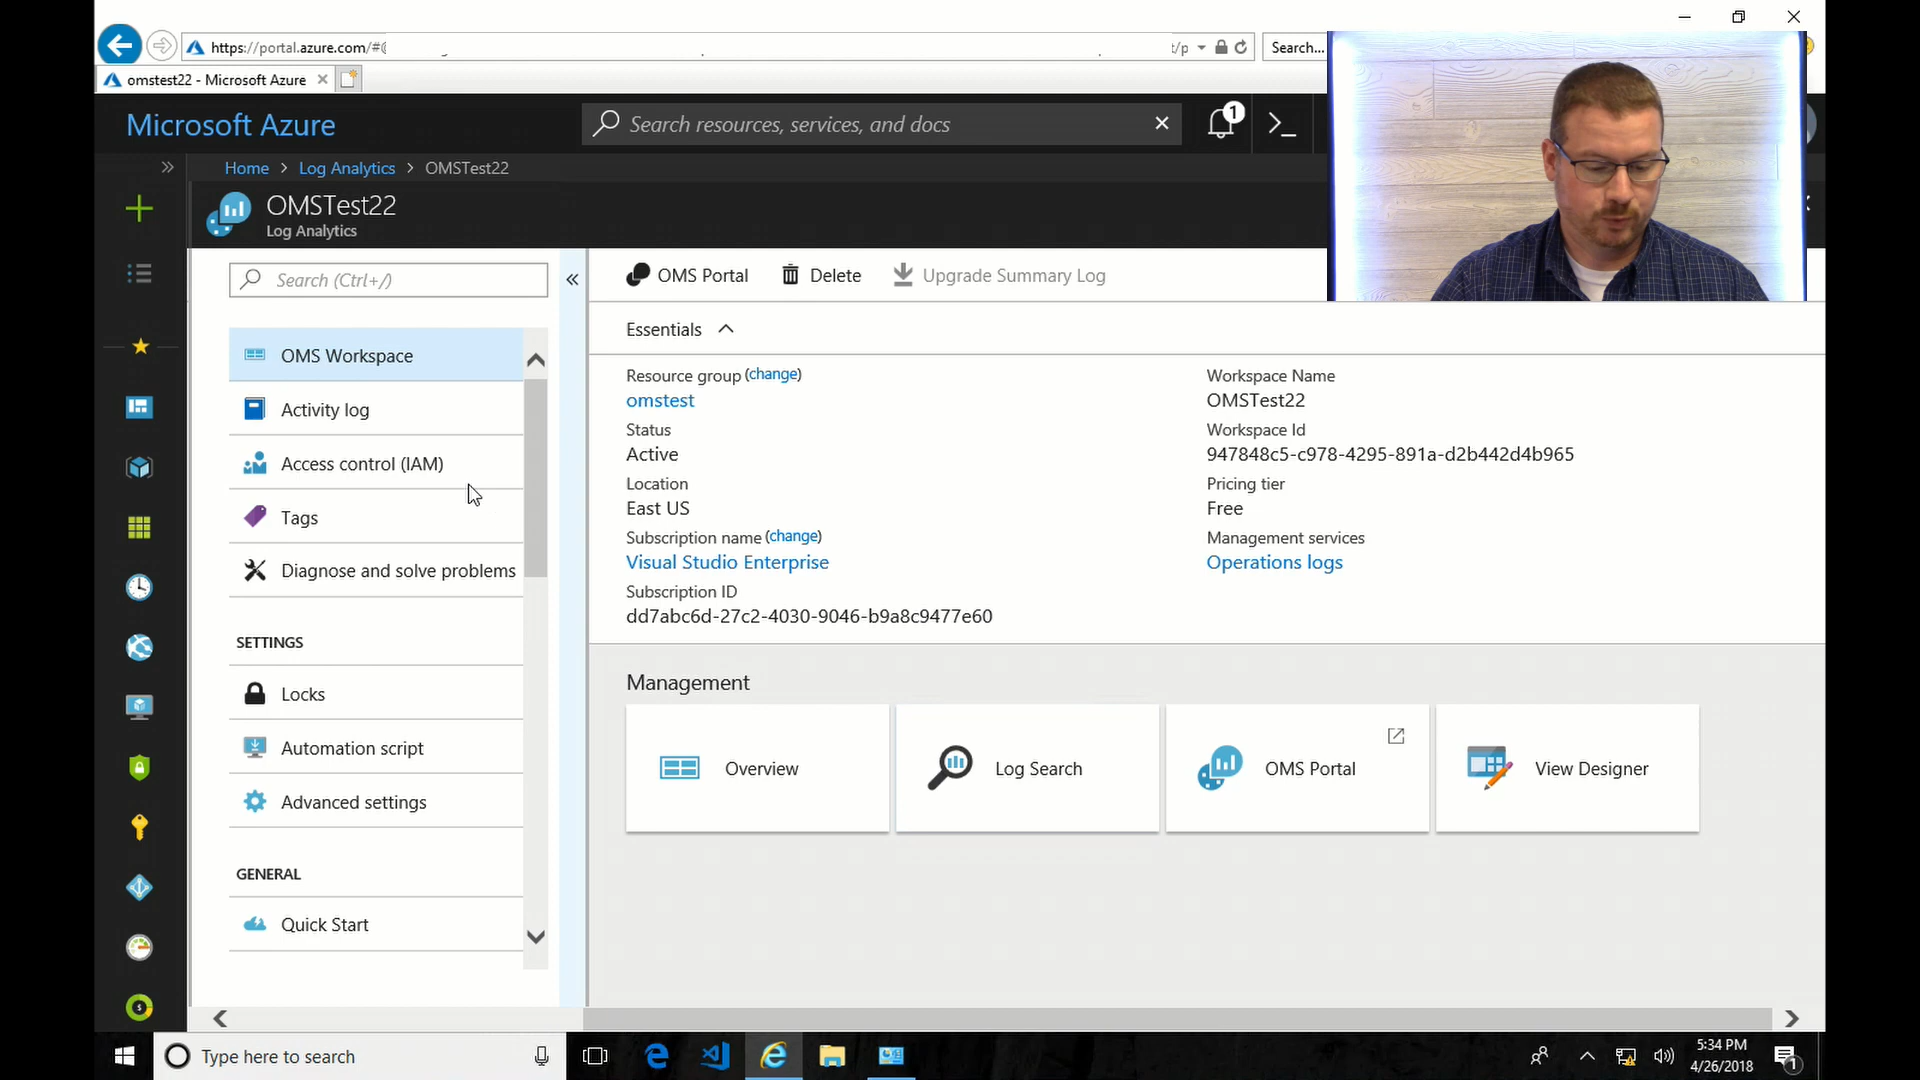 https://portal.azure.com/#@
t/p
Search...
omstest22 - Microsoft Azure
Microsoft Azure
Search resources, services, and docs
1
Home > Log Analytics > OMSTest22
OMSTest22
Log Analytics
Search (Ctrl+/)
OMS Workspace
Activity log
Access control (IAM)
Tags
Diagnose and solve problems
SETTINGS
Locks
Automation script
Advanced settings
GENERAL
Quick Start
OMS Portal
Delete
Upgrade Summary Log
Essentials
Resource group (change)
omstest
Status
Active
Location
East US
Subscription name (change)
Visual Studio Enterprise
Subscription ID
dd7abc6d-27c2-4030-9046-b9a8c9477e60
Workspace Name
OMSTest22
Workspace Id
947848c5-c978-4295-891a-d2b442d4b965
Pricing tier
Free
Management services
Operations logs
Management
Overview
Log Search
OMS Portal
View Designer
Type here to search
5:34 PM
4/26/2018
1